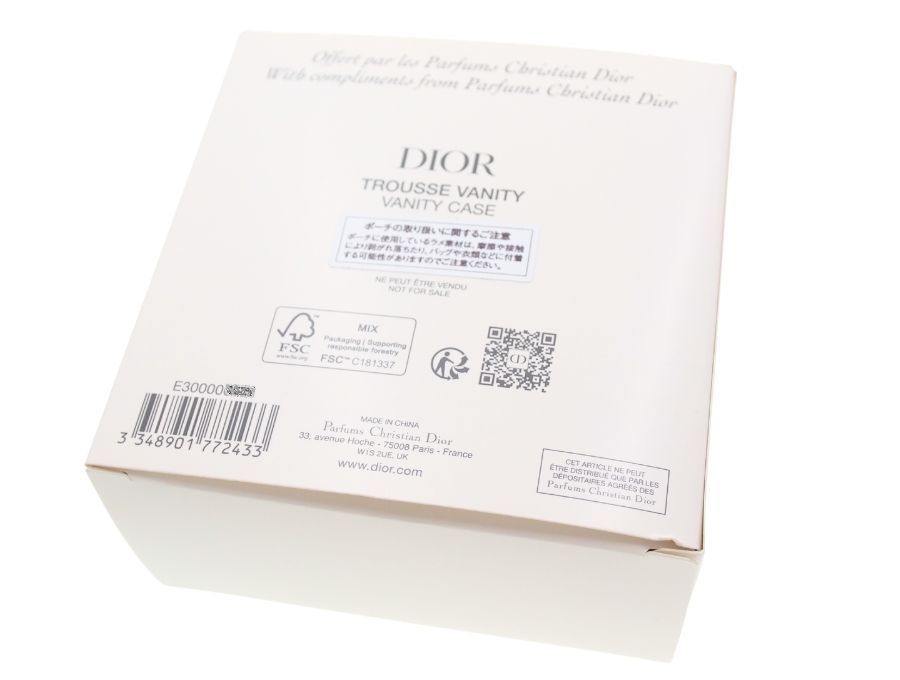 Offert par les Parfums Christian Dior
With compliments from Parfums Christian Dior
DIOR
TROUSSE VANITY
VANITY CASE
ポーチの取り扱いに関するご注意
ポーチに使用しているラメ素材は、摩擦や接触
により剥がれ落ちたり、バッグや衣類などに付着
する可能性がありますのでご注意ください。
NE PEUT ÊTRE VENDU
NOT FOR SALE
FSC
www.fsc.org
MIX
Packaging | Supporting
responsible forestry
FSC™ C181337
CD
E30000
3 348901 772433
MADE IN CHINA
Parfums Christian Dior
33, avenue Hoche - 75008 Paris - France
W1S 2UE, UK
www.dior.com
CET ARTICLE NE PEUT
ÊTRE DISTRIBUÉ QUE PAR LES
DÉPOSITAIRES AGRÉÉS DES
Parfums Christian Dior